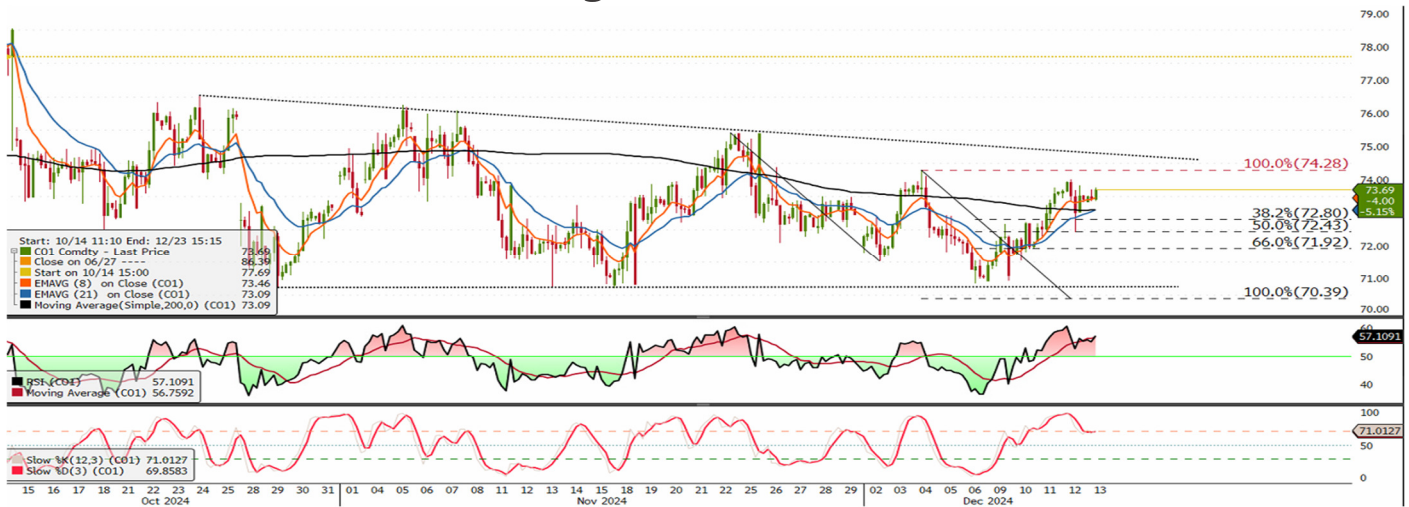 79.00
78.00
77.00
76.00
75.00
100.0%(74.28)
74.00
73.69
-4.00
-5.15%
38.2%(72.80)
50.0%(72.43)
66.0%(71.92)
72.00
71.00
100.0%(70.39)
70.00
Start: 10/14 11:10 End: 12/23 15:15
CO1 Comdty - Last Price 73.69
Close on 06/27 ---- 86.39
Start on 10/14 15:00 77.69
EMAVG (8) on Close (CO1) 73.46
EMAVG (21) on Close (CO1) 73.09
Moving Average(Simple,200,0) (CO1) 73.09
60
57.1091
50
40
RSI (CO1) 57.1091
Moving Average (CO1) 56.7592
100
71.0127
50
0
Slow %K(12,3) (CO1) 71.0127
Slow %D(3) (CO1) 69.8583
15 16 17 18 21 22 23 24 25 28 29 30 31 01 04 05 06 07 08 11 12 13 14 15 18 19 20 21 22 25 26 27 28 29 02 03 04 05 06 09 10 11 12 13
Oct 2024 Nov 2024 Dec 2024